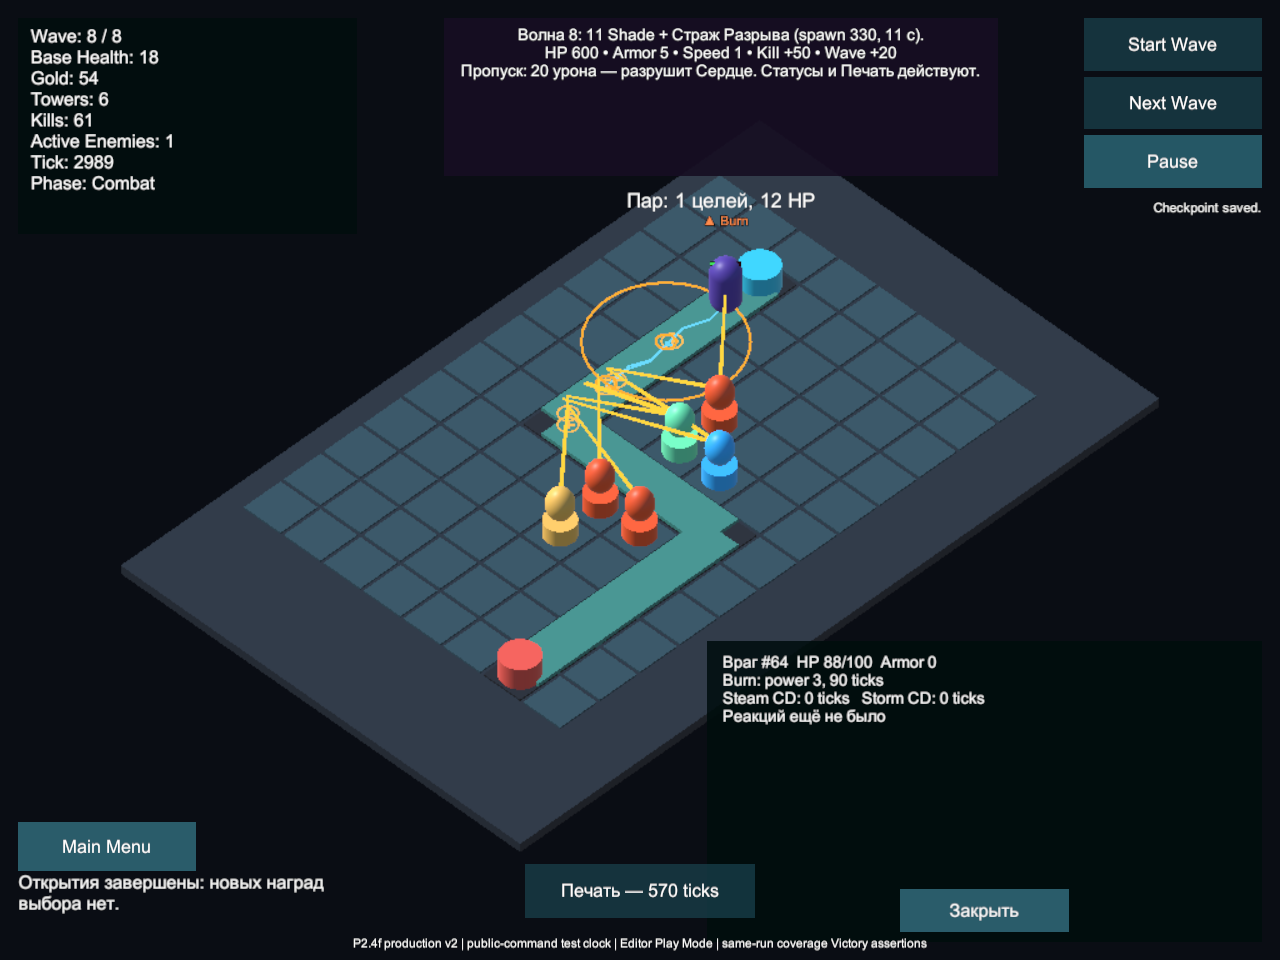 Wave: 8 / 8
Base Health: 18
Gold: 54
Towers: 6
Kills: 61
Active Enemies: 1
Tick: 2989
Phase: Combat
Волна 8: 11 Shade + Страж Разрыва (spawn 330, 11 с).
HP 600 • Armor 5 • Speed 1 • Kill +50 • Wave +20
Пропуск: 20 урона — разрушит Сердце. Статусы и Печать действуют.
Start Wave
Next Wave
Pause
Checkpoint saved.
Пар: 1 целей, 12 HP
▲ Burn
Враг #64 HP 88/100 Armor 0
Burn: power 3, 90 ticks
Steam CD: 0 ticks Storm CD: 0 ticks
Реакций ещё не было
Закрыть
Main Menu
Открытия завершены: новых наград
выбора нет.
Печать — 570 ticks
P2.4f production v2 | public-command test clock | Editor Play Mode | same-run coverage Victory assertions